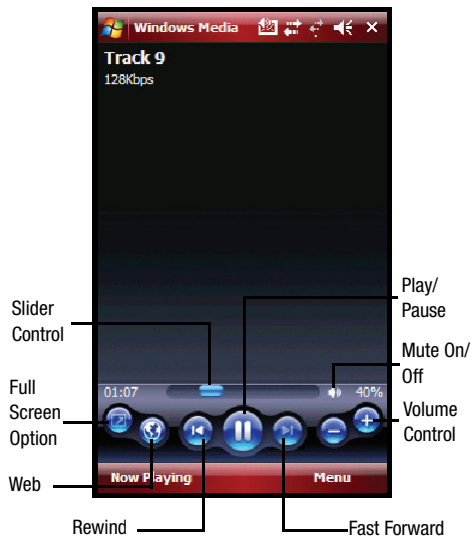 Windows Media
Track 9
128Kbps
Slider
Control
Play/
Pause
Mute On/
Off
01:07
40%
Full
Screen
Option
Volume
Control
Web
Now Playing
Menu
Rewind
Fast Forward